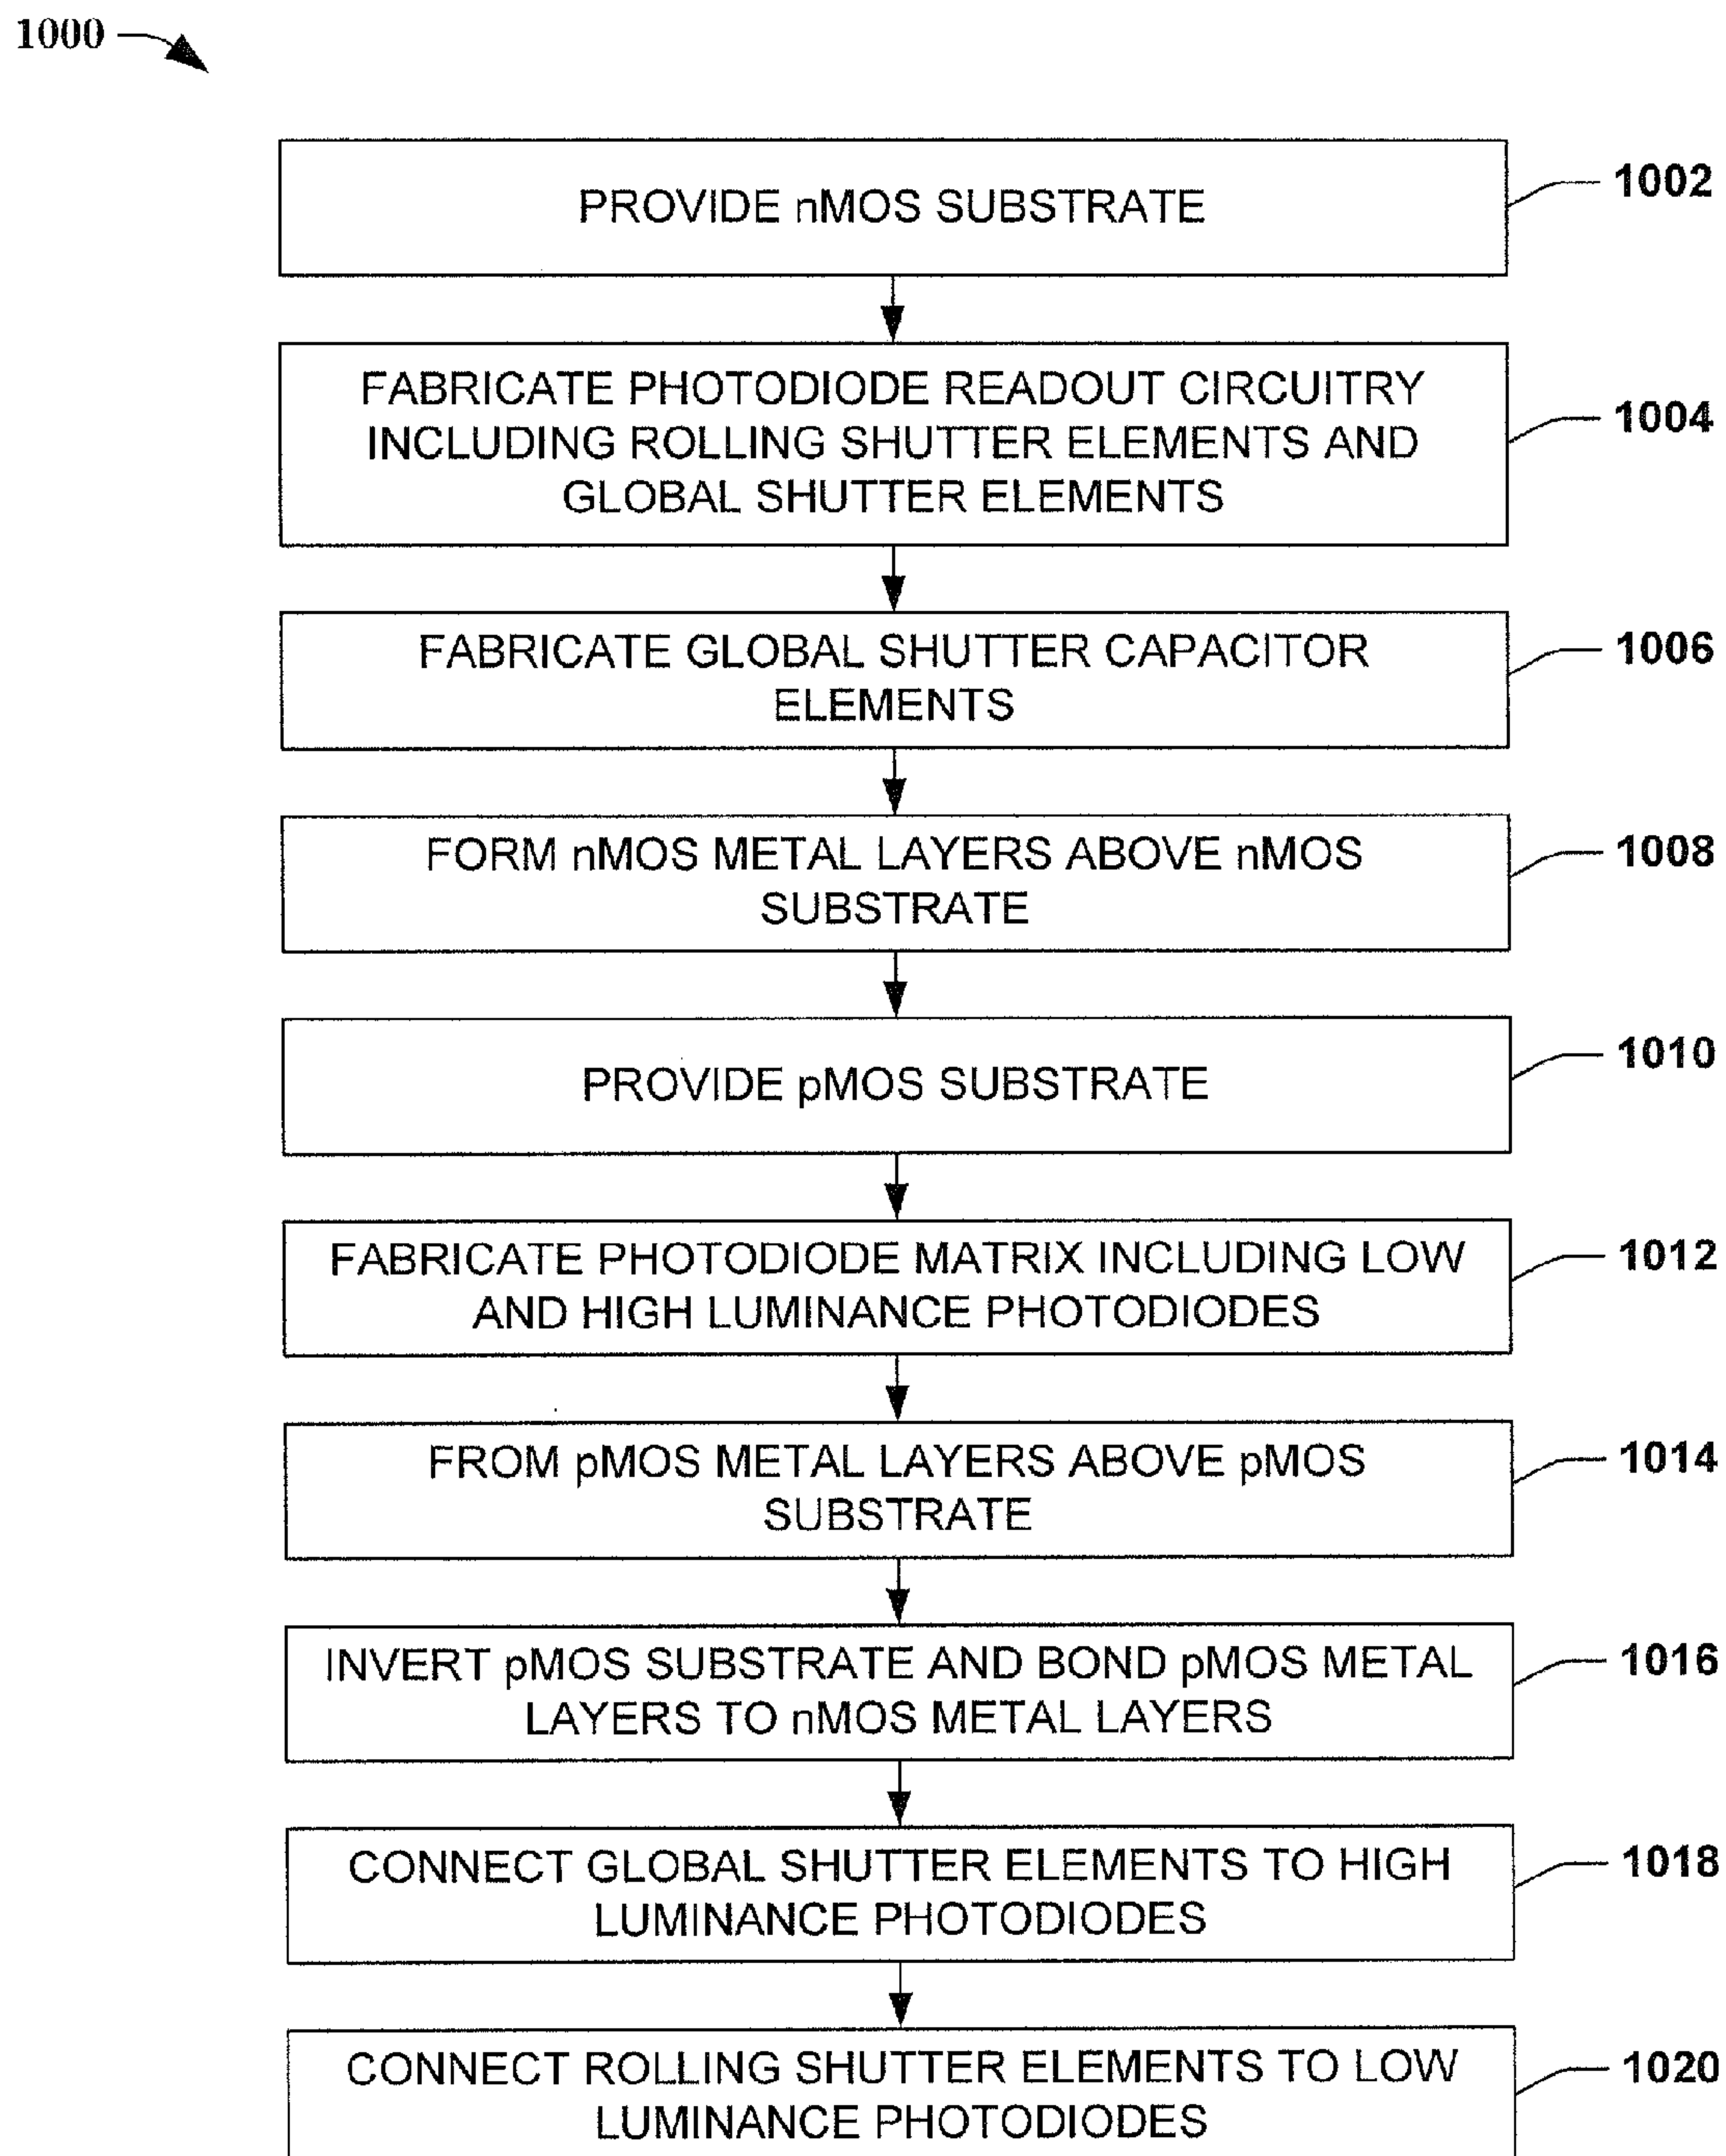 1000
PROVIDE nMOS SUBSTRATE
1002
FABRICATE PHOTODIODE READOUT CIRCUITRY
INCLUDING ROLLING SHUTTER ELEMENTS AND
GLOBAL SHUTTER ELEMENTS
1004
FABRICATE GLOBAL SHUTTER CAPACITOR
ELEMENTS
1006
FORM nMOS METAL LAYERS ABOVE nMOS
SUBSTRATE
1008
PROVIDE pMOS SUBSTRATE
1010
FABRICATE PHOTODIODE MATRIX INCLUDING LOW
AND HIGH LUMINANCE PHOTODIODES
1012
FROM pMOS METAL LAYERS ABOVE pMOS
SUBSTRATE
1014
INVERT pMOS SUBSTRATE AND BOND pMOS METAL
LAYERS TO nMOS METAL LAYERS
1016
CONNECT GLOBAL SHUTTER ELEMENTS TO HIGH
LUMINANCE PHOTODIODES
1018
CONNECT ROLLING SHUTTER ELEMENTS TO LOW
LUMINANCE PHOTODIODES
1020